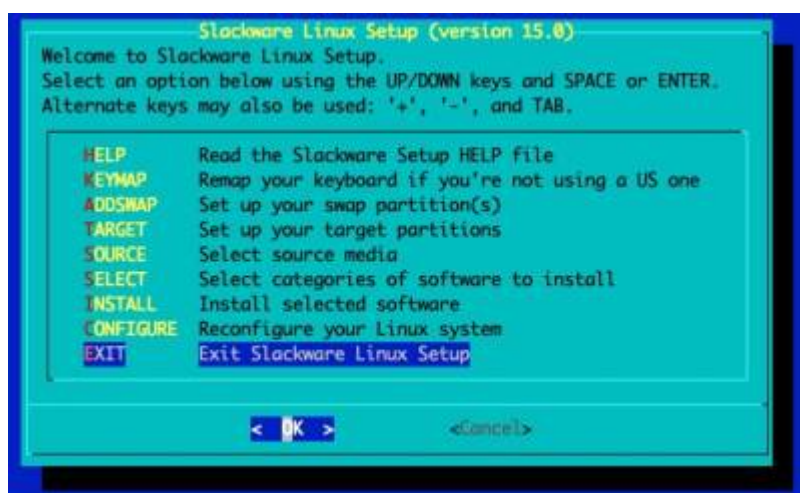 Slackware Linux Setup (version 15.0)
Welcome to Slackware Linux Setup.
Select an option below using the UP/DOWN keys and SPACE or ENTER.
Alternate keys may also be used: '+', '-', and TAB.
HELP Read the Slackware Setup HELP file
KEYMAP Remap your keyboard if you're not using a US one
ADDSWAP Set up your swap partition(s)
TARGET Set up your target partitions
SOURCE Select source media
SELECT Select categories of software to install
INSTALL Install selected software
CONFIGURE Reconfigure your Linux system
EXIT Exit Slackware Linux Setup
< OK > <Cancel>